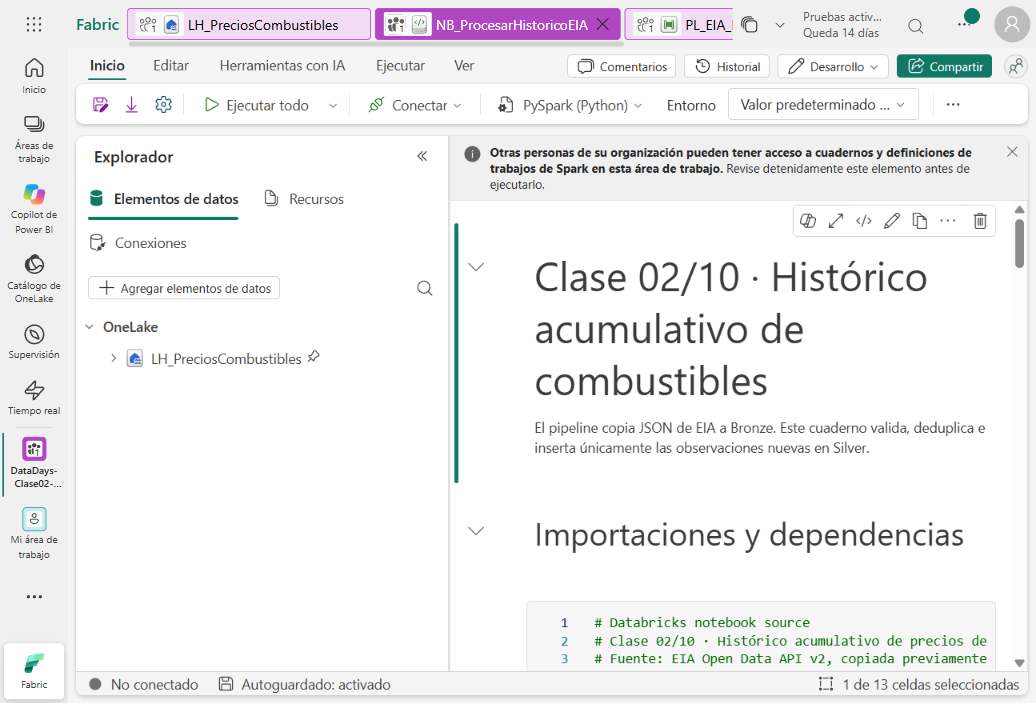 Fabric
LH_PreciosCombustibles
NB_ProcesarHistoricoEIA
PL_EIA_
Pruebas activ...
Queda 14 días
Inicio
Editar
Herramientas con IA
Ejecutar
Ver
Comentarios
Historial
Desarrollo
Compartir
Ejecutar todo
Conectar
PySpark (Python)
Entorno
Valor predeterminado ...
Inicio
Áreas de
trabajo
Copilot de
Power BI
Catálogo de
OneLake
Supervisión
Tiempo real
DataDays-
Clase02-...
Mi área de
trabajo
Fabric
Explorador
Elementos de datos
Recursos
Conexiones
Agregar elementos de datos
OneLake
LH_PreciosCombustibles
Otras personas de su organización pueden tener acceso a cuadernos y definiciones de
trabajos de Spark en esta área de trabajo. Revise detenidamente este elemento antes de
ejecutarlo.
Clase 02/10 · Histórico
acumulativo de
combustibles
El pipeline copia JSON de EIA a Bronze. Este cuaderno valida, deduplica e
inserta únicamente las observaciones nuevas en Silver.
Importaciones y dependencias
1 # Databricks notebook source
2 # Clase 02/10 · Histórico acumulativo de precios de
3 # Fuente: EIA Open Data API v2, copiada previamente
No conectado
Autoguardado: activado
1 de 13 celdas seleccionadas